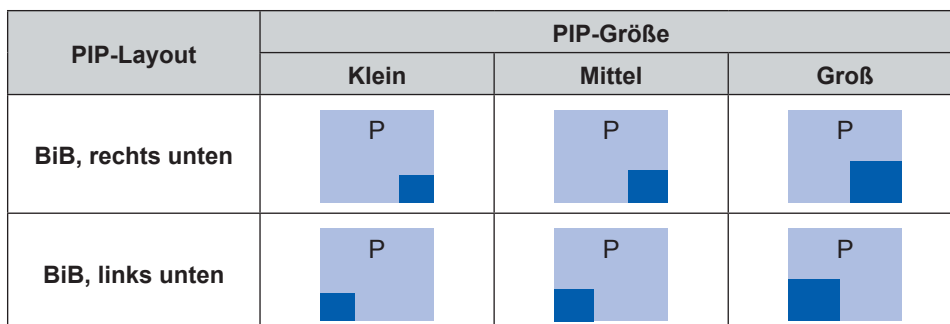 PIP-Layout
PIP-Größe
Klein Mittel Groß
BiB, rechts unten P P P
BiB, links unten P P P